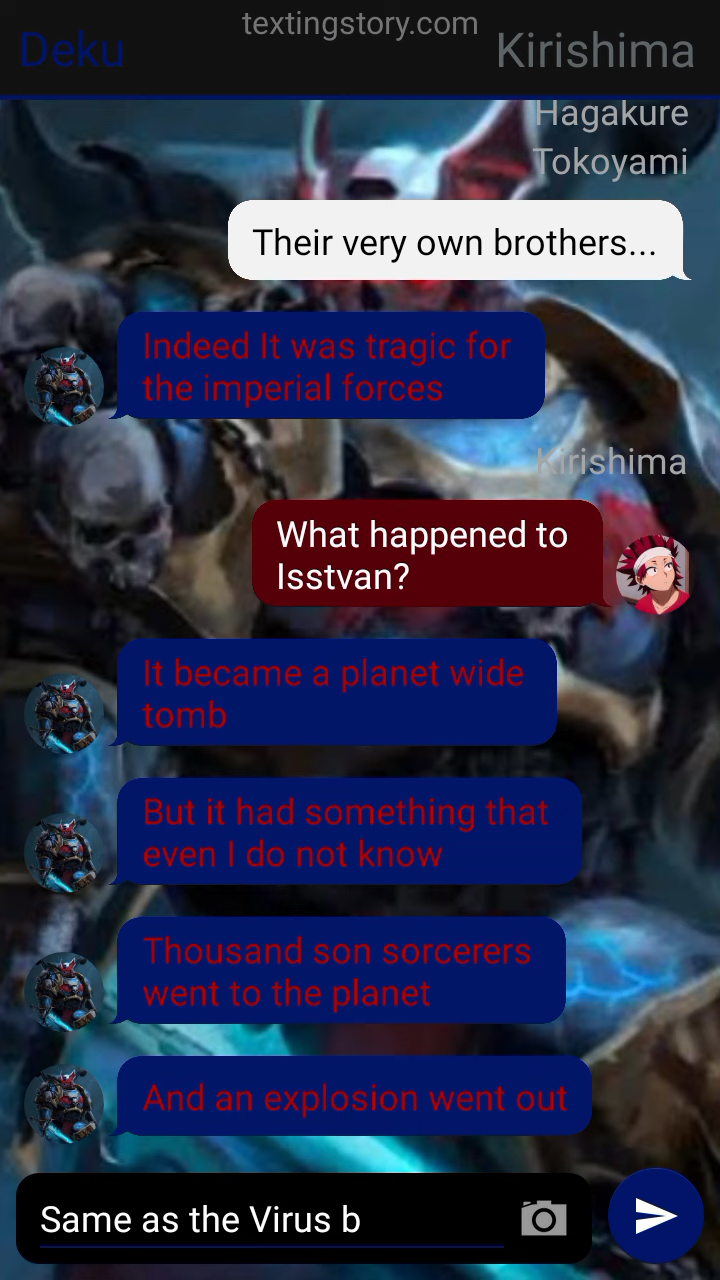 textingstory.com
Deku
Kirishima
Hagakure
Tokoyami
Their very own brothers...
Indeed It was tragic for
the imperial forces
Kirishima
What happened to
Isstvan?
It became a planet wide
tomb
But it had something that
even I do not know
Thousand son sorcerers
went to the planet
And an explosion went out
Same as the Virus b